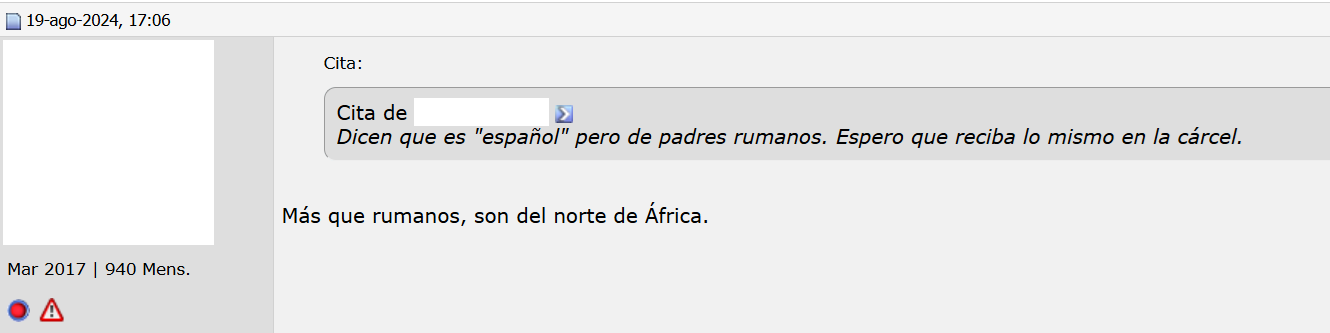 19-ago-2024, 17:06
Cita:
Cita de
Dicen que es "español" pero de padres rumanos. Espero que reciba lo mismo en la cárcel.
Más que rumanos, son del norte de África.
Mar 2017 | 940 Mens.